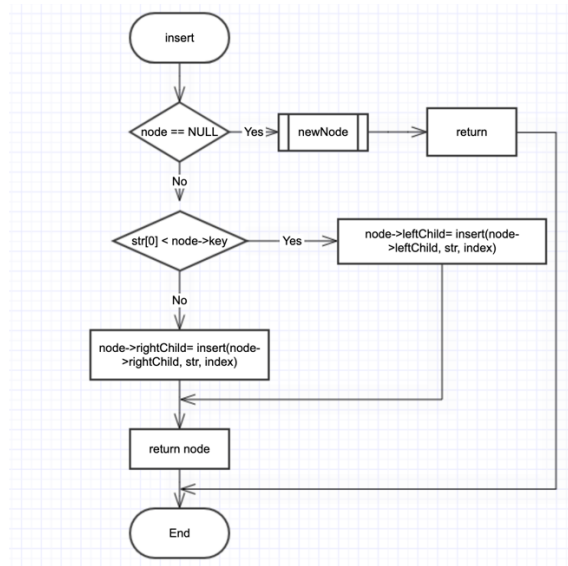 insert
node == NULL
Yes
newNode
return
No
str[0] < node->key
Yes
node->leftChild= insert(node-
>leftChild, str, index)
No
node->rightChild= insert(node-
>rightChild, str, index)
return node
End